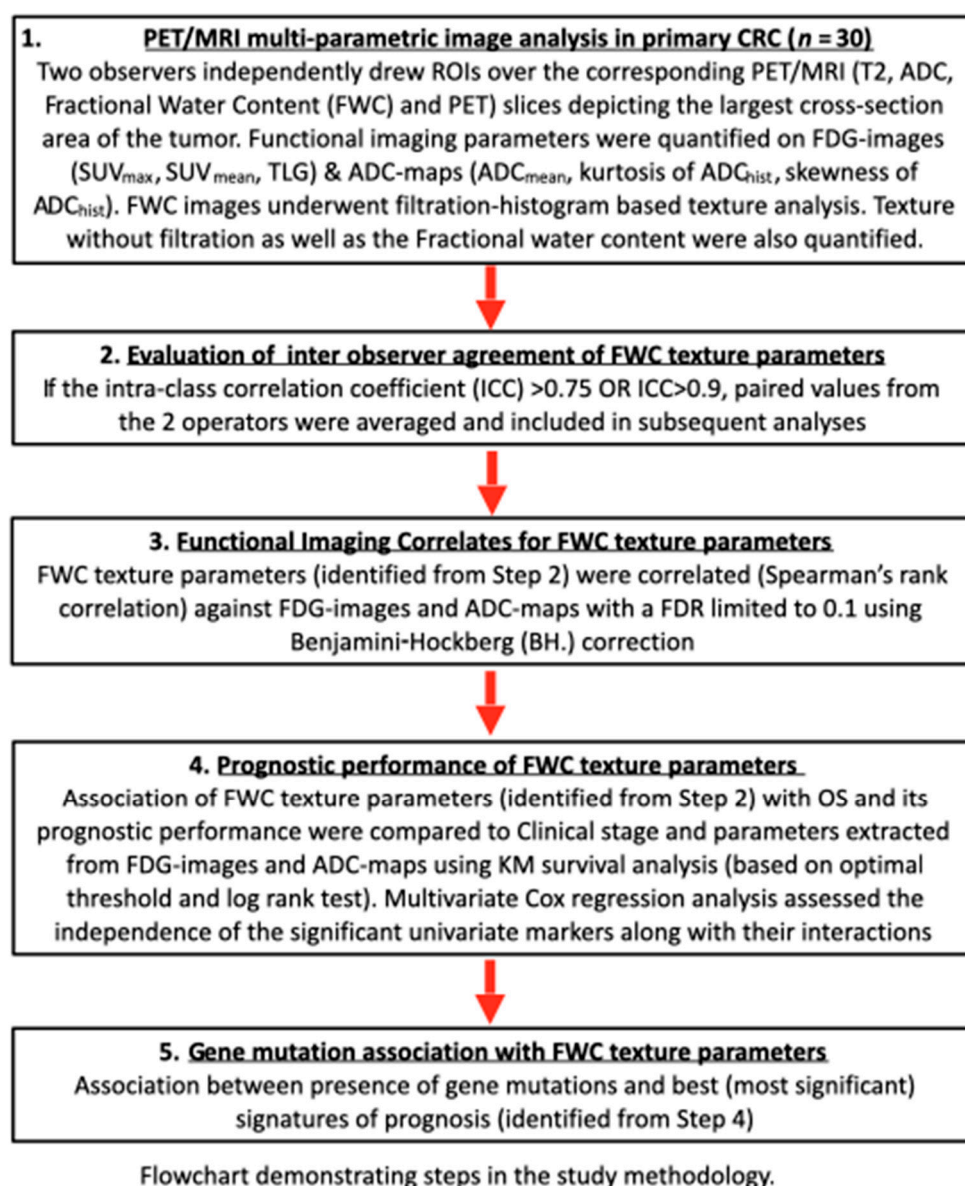 1. PET/MRI multi-parametric image analysis in primary CRC (n = 30)
Two observers independently drew ROIs over the corresponding PET/MRI (T2, ADC,
Fractional Water Content (FWC) and PET) slices depicting the largest cross-section
area of the tumor. Functional imaging parameters were quantified on FDG-images
(SUVmax, SUVmean, TLG) & ADC-maps (ADCmean, kurtosis of ADChist, skewness of
ADChist). FWC images underwent filtration-histogram based texture analysis. Texture
without filtration as well as the Fractional water content were also quantified.
2. Evaluation of inter observer agreement of FWC texture parameters
If the intra-class correlation coefficient (ICC) >0.75 OR ICC>0.9, paired values from
the 2 operators were averaged and included in subsequent analyses
3. Functional Imaging Correlates for FWC texture parameters
FWC texture parameters (identified from Step 2) were correlated (Spearman's rank
correlation) against FDG-images and ADC-maps with a FDR limited to 0.1 using
Benjamini-Hockberg (BH.) correction
4. Prognostic performance of FWC texture parameters
Association of FWC texture parameters (identified from Step 2) with OS and its
prognostic performance were compared to Clinical stage and parameters extracted
from FDG-images and ADC-maps using KM survival analysis (based on optimal
threshold and log rank test). Multivariate Cox regression analysis assessed the
independence of the significant univariate markers along with their interactions
5. Gene mutation association with FWC texture parameters
Association between presence of gene mutations and best (most significant)
signatures of prognosis (identified from Step 4)
Flowchart demonstrating steps in the study methodology.